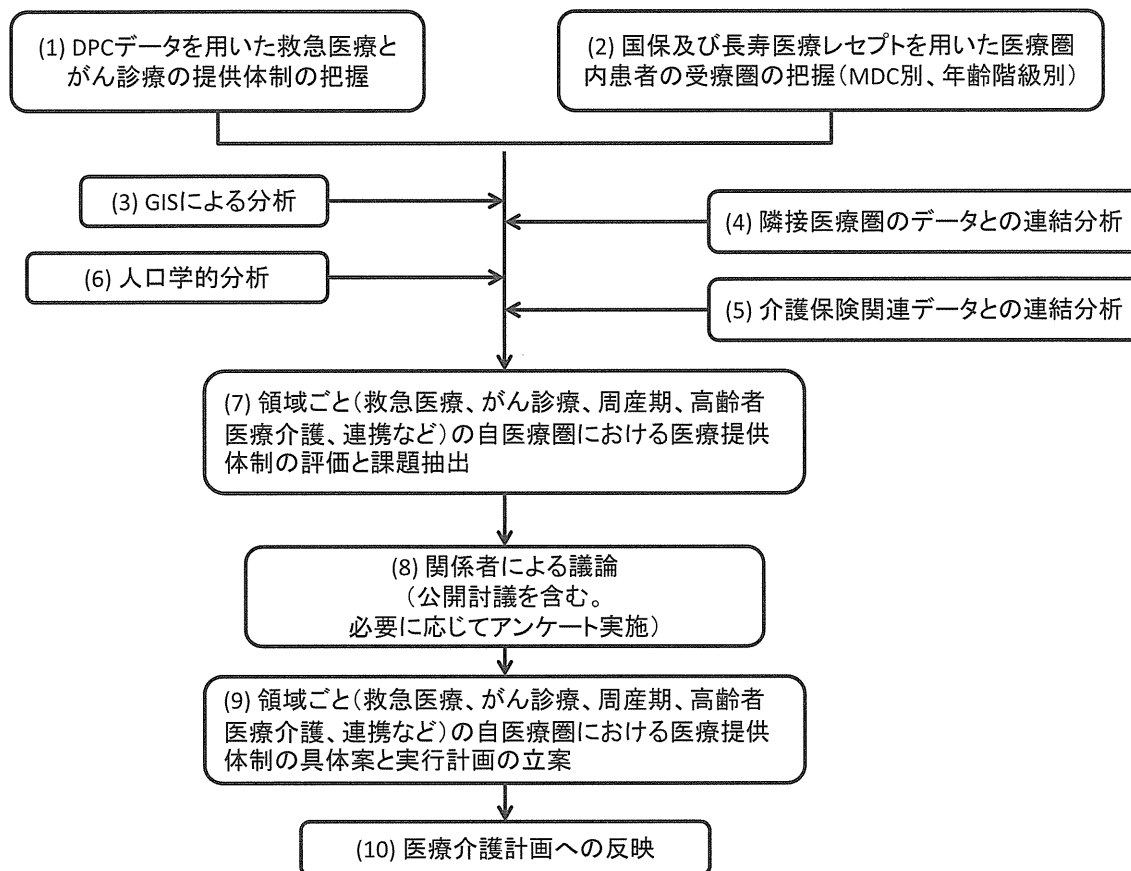 (1) DPCデータを用いた救急医療と
がん診療の提供体制の把握
(2) 国保及び長寿医療レセプトを用いた医療圏
内患者の受療圏の把握(MDC別、年齢階級別)
(3) GISによる分析
(4) 隣接医療圏のデータとの連結分析
(6) 人口学的分析
(5) 介護保険関連データとの連結分析
(7) 領域ごと(救急医療、がん診療、周産期、高齢者
医療介護、連携など)の自医療圏における医療提供
体制の評価と課題抽出
(8) 関係者による議論
(公開討議を含む。
必要に応じてアンケート実施)
(9) 領域ごと(救急医療、がん診療、周産期、高齢者
医療介護、連携など)の自医療圏における医療提供
体制の具体案と実行計画の立案
(10) 医療介護計画への反映